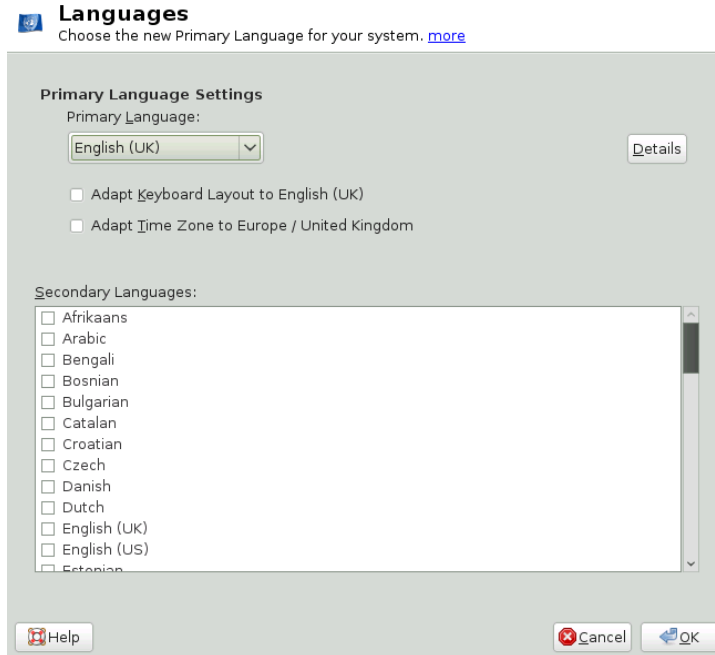 Languages
Choose the new Primary Language for your system. more
Primary Language Settings
Primary Language:
English (UK)
Details
Adapt Keyboard Layout to English (UK)
Adapt Time Zone to Europe / United Kingdom
Secondary Languages:
Afrikaans
Arabic
Bengali
Bosnian
Bulgarian
Catalan
Croatian
Czech
Danish
Dutch
English (UK)
English (US)
Estonian
Help
Cancel
OK